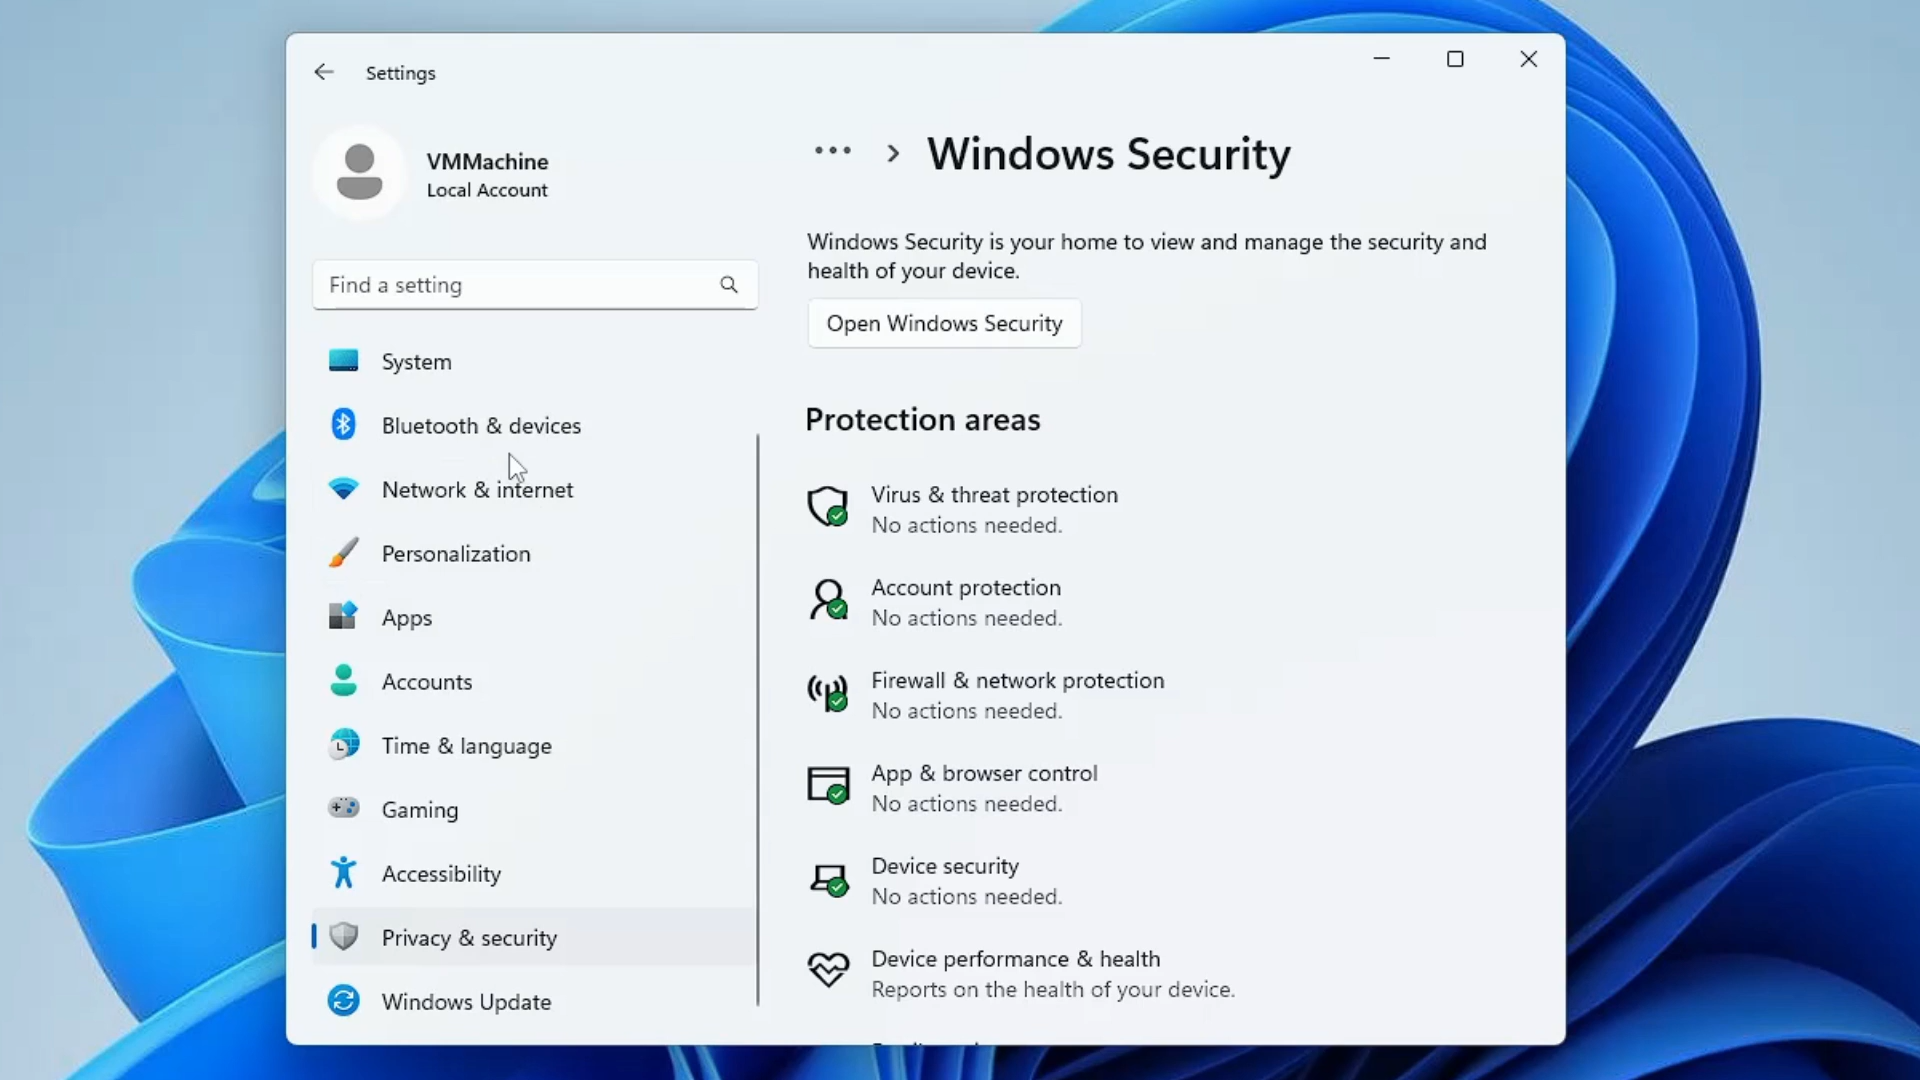 Settings
VMMachine
Local Account
Find a setting
System
Bluetooth & devices
Network & internet
Personalization
Apps
Accounts
Time & language
Gaming
Accessibility
Privacy & security
Windows Update
... > Windows Security
Windows Security is your home to view and manage the security and
health of your device.
Open Windows Security
Protection areas
Virus & threat protection
No actions needed.
Account protection
No actions needed.
Firewall & network protection
No actions needed.
App & browser control
No actions needed.
Device security
No actions needed.
Device performance & health
Reports on the health of your device.